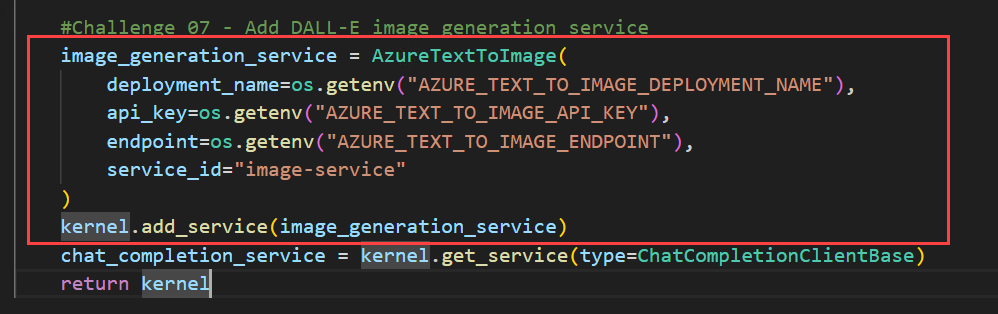 #Challenge 07 - Add DALL-E image generation service
image_generation_service = AzureTextToImage(
    deployment_name=os.getenv("AZURE_TEXT_TO_IMAGE_DEPLOYMENT_NAME"),
    api_key=os.getenv("AZURE_TEXT_TO_IMAGE_API_KEY"),
    endpoint=os.getenv("AZURE_TEXT_TO_IMAGE_ENDPOINT"),
    service_id="image-service"
)
kernel.add_service(image_generation_service)
chat_completion_service = kernel.get_service(type=ChatCompletionClientBase)
return kernel